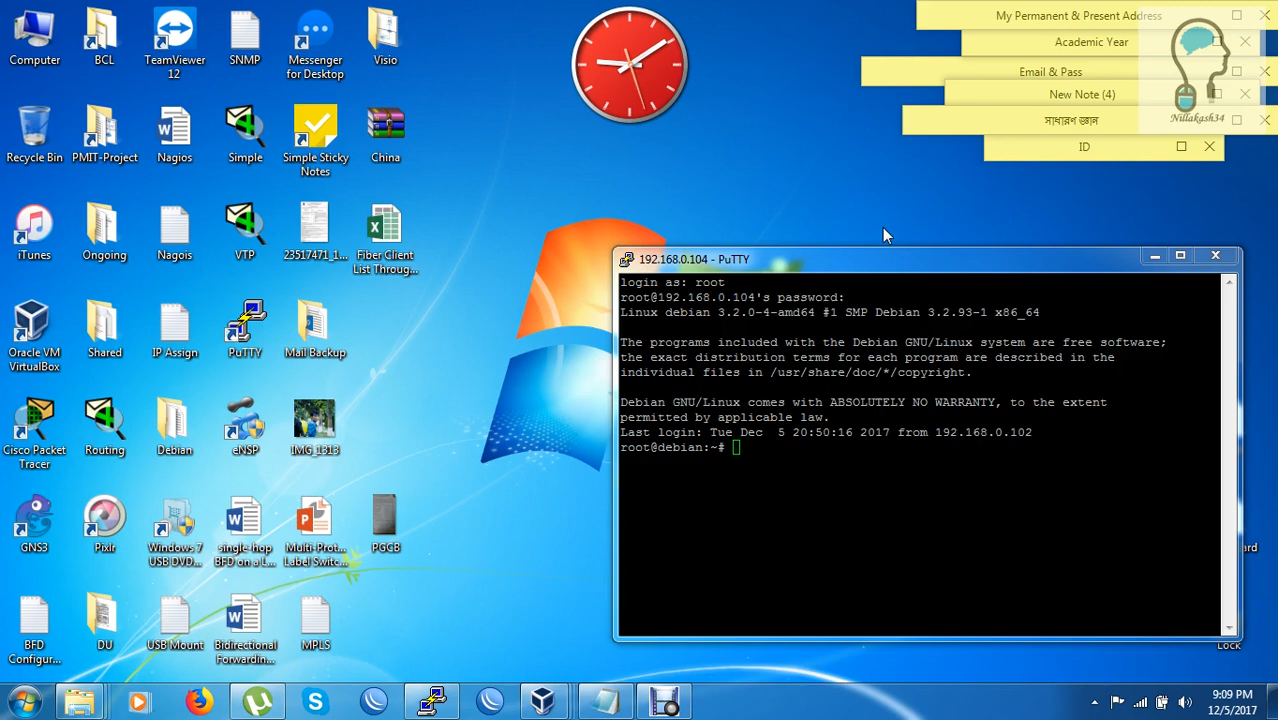 Computer
BCL
TeamViewer
12
SNMP
Messenger
for Desktop
Visio
Recycle Bin
PMIT-Project
Nagios
Simple
Simple Sticky
Notes
China
iTunes
Ongoing
Nagois
VTP
23517471_1...
Fiber Client
List Throug...
Oracle VM
VirtualBox
Shared
IP Assign
PuTTY
Mail Backup
Cisco Packet
Tracer
Routing
Debian
eNSP
IMG_1313
GNS3
Pixlr
Windows 7
USB DVD...
single-hop
BFD on a L...
Multi-Prot...
Label Switc...
PGCB
BFD
Configur...
DU
USB Mount
Bidirectional
Forwardin...
MPLS
My Permanent & Present Address
Academic Year
Email & Pass
New Note (4)
সাধারণ জ্ঞান
ID
Nillakash34
192.168.0.104 - PuTTY
login as: root
root@192.168.0.104's password:
Linux debian 3.2.0-4-amd64 #1 SMP Debian 3.2.93-1 x86_64
The programs included with the Debian GNU/Linux system are free software;
the exact distribution terms for each program are described in the
individual files in /usr/share/doc/*/copyright.
Debian GNU/Linux comes with ABSOLUTELY NO WARRANTY, to the extent
permitted by applicable law.
Last login: Tue Dec  5 20:50:16 2017 from 192.168.0.102
root@debian:~#
ard
Lock
9:09 PM
12/5/2017